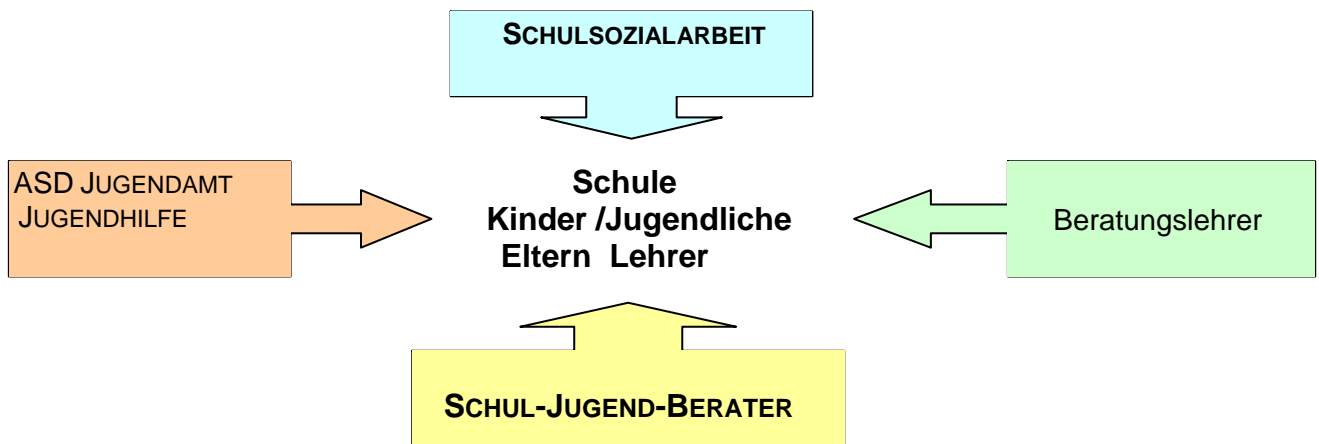 SCHULSOZIALARBEIT
ASD JUGENDAMT
JUGENDHILFE
Schule
Kinder /Jugendliche
Eltern Lehrer
Beratungslehrer
SCHUL-JUGEND-BERATER